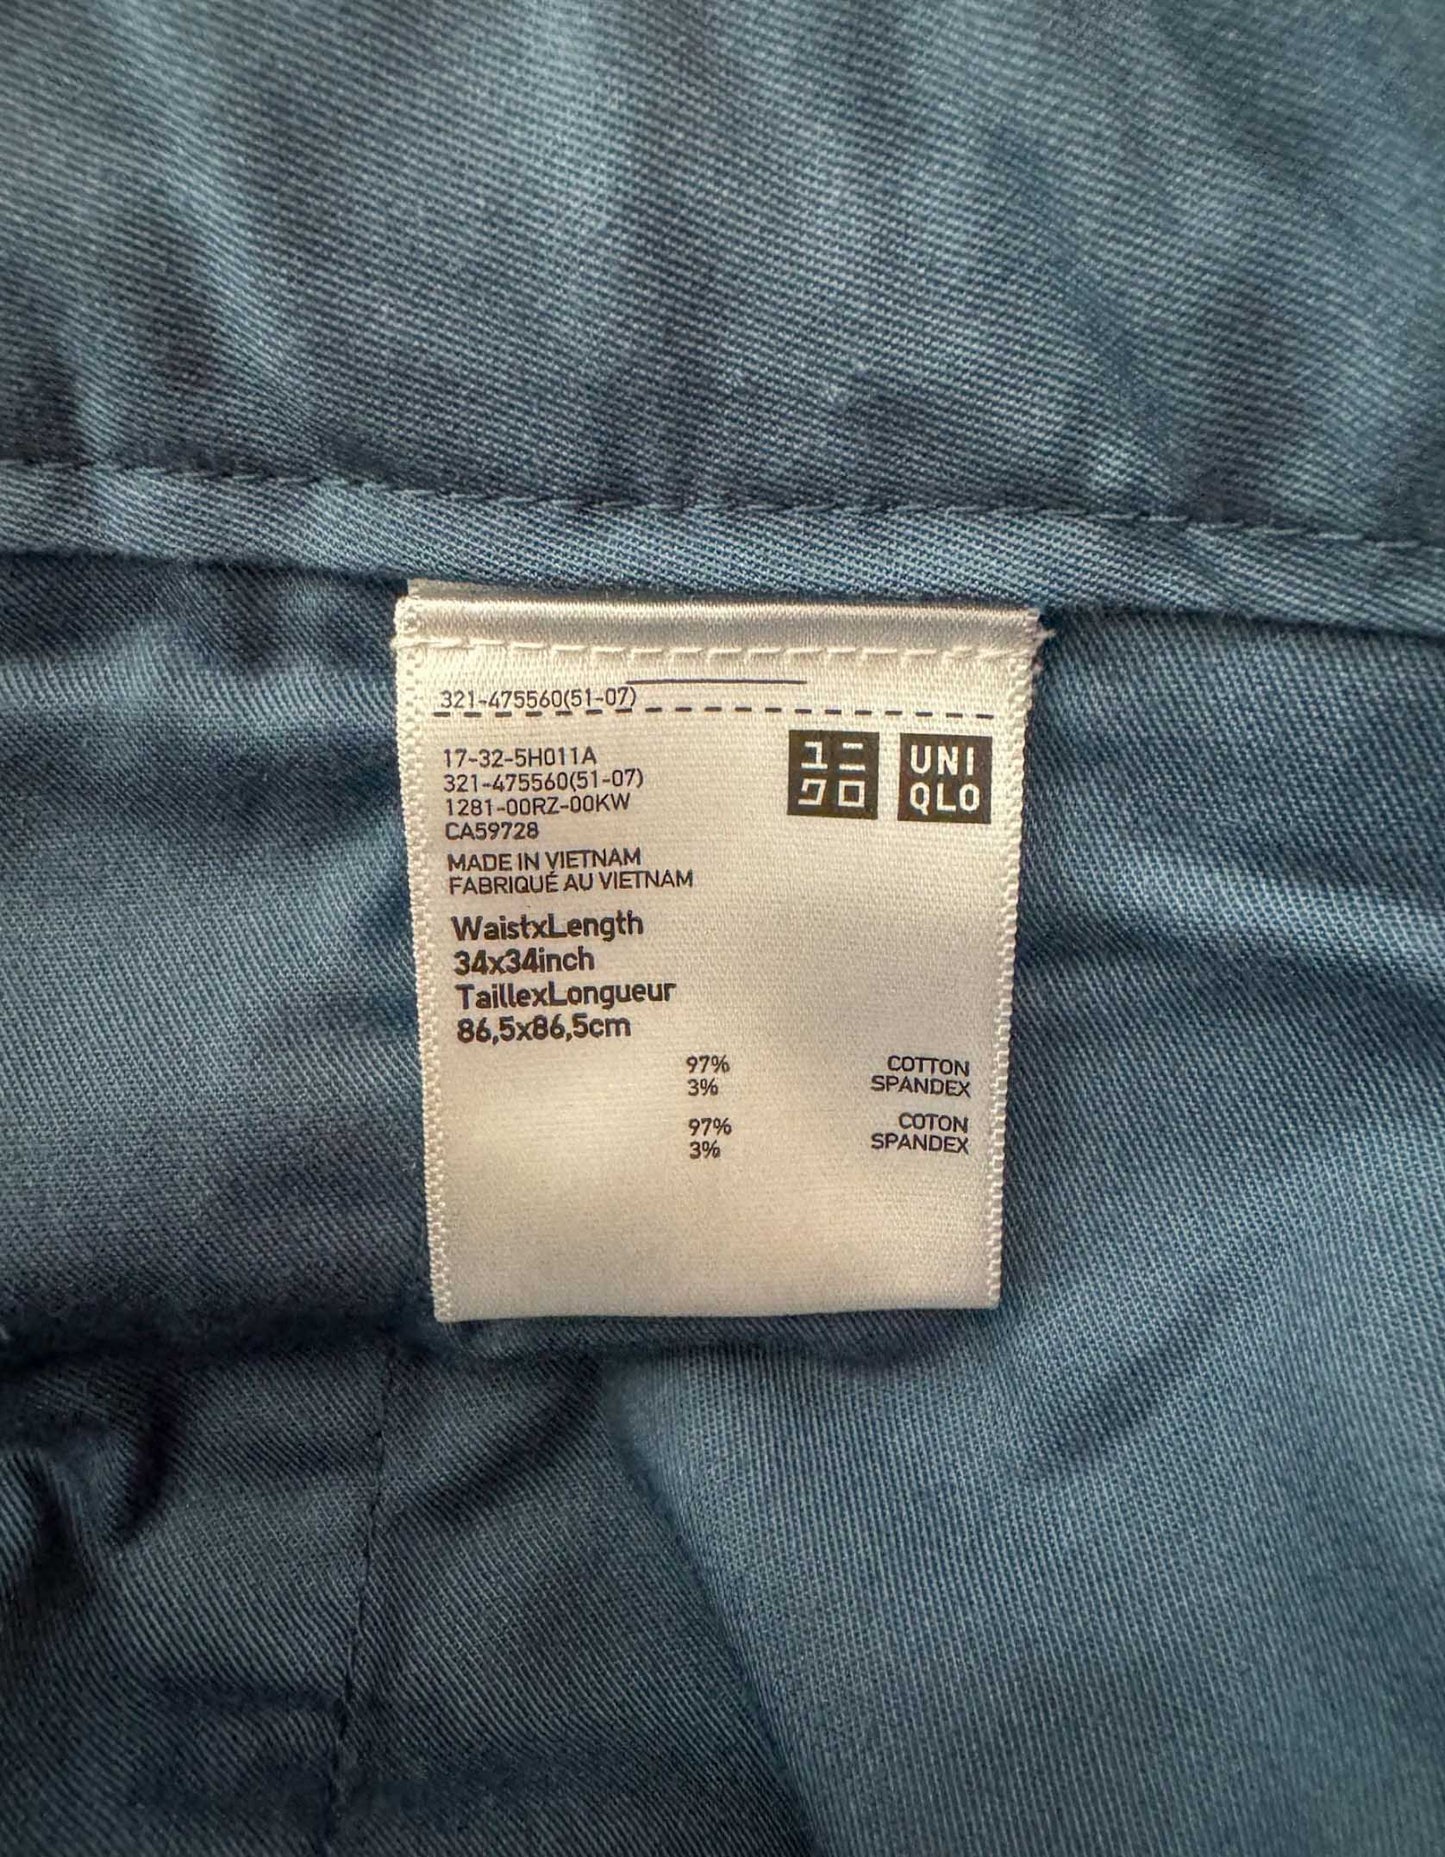 321-475560(51-07)
17-32-5H011A
321-475560(51-07)
1281-00RZ-00KW
CA59728
ユニ
クロ
UNI
QLO
MADE IN VIETNAM
FABRIQUÉ AU VIETNAM
WaistxLength
34x34inch
TaillexLongueur
86,5x86,5cm
97% COTTON
3% SPANDEX
97% COTON
3% SPANDEX